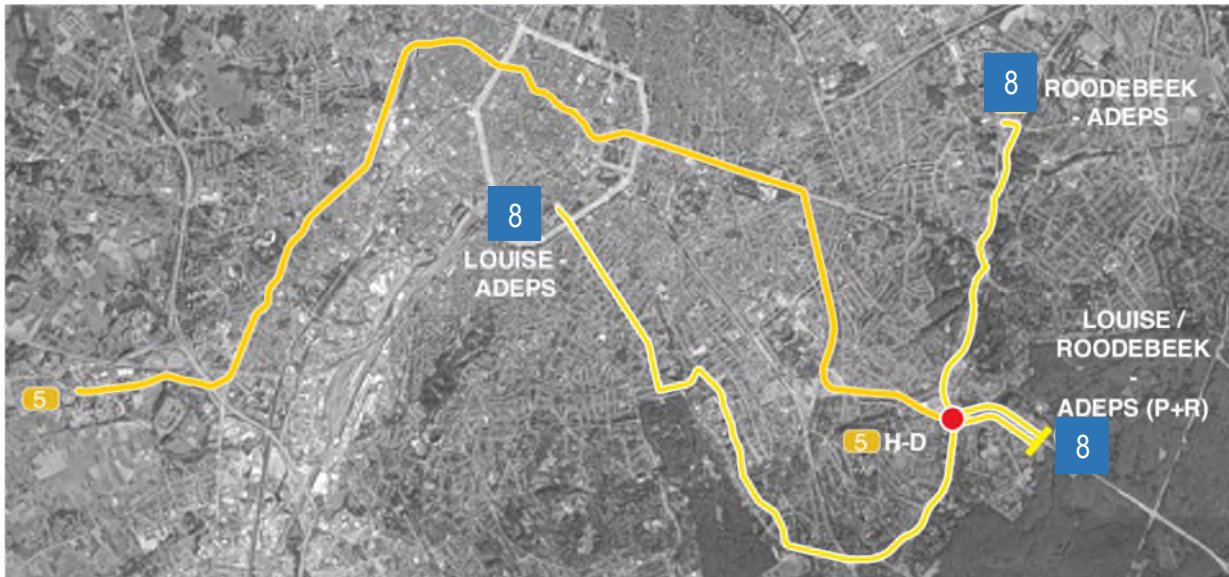 8
ROODEBEEK
- ADEPS
8
LOUISE -
ADEPS
LOUISE /
ROODEBEEK
-
ADEPS (P+R)
8
5
5 H-D